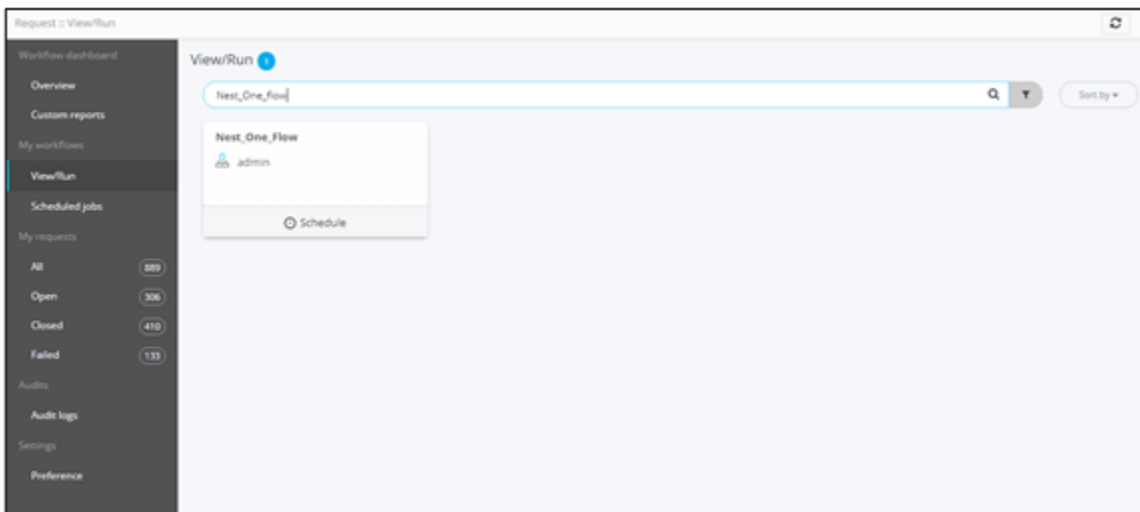 Request :: View/Run
Workflow dashboard
Overview
Custom reports
My workflows
View/Run
Scheduled jobs
My requests
All 889
Open 306
Closed 410
Failed 133
Audits
Audit logs
Settings
Preference
View/Run 1
Nest_One_flow
Sort by
Nest_One_Flow
admin
Schedule